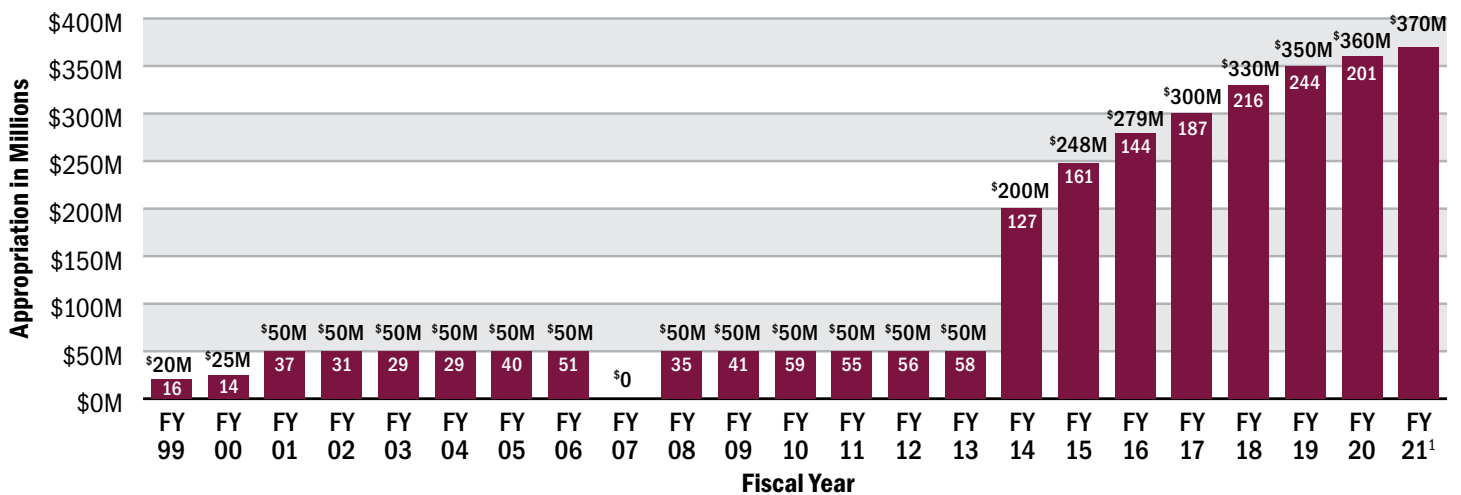 Appropriation in Millions
$400M
$350M
$300M
$250M
$200M
$150M
$100M
$50M
$0M
$20M
$25M
$50M
$50M
$50M
$50M
$50M
$50M
$0
$50M
$50M
$50M
$50M
$50M
$50M
$200M
$248M
$279M
$300M
$330M
$350M
$360M
$370M
16
14
37
31
29
29
40
51
35
41
59
55
56
58
127
161
144
187
216
244
201
FY 99
FY 00
FY 01
FY 02
FY 03
FY 04
FY 05
FY 06
FY 07
FY 08
FY 09
FY 10
FY 11
FY 12
FY 13
FY 14
FY 15
FY 16
FY 17
FY 18
FY 19
FY 20
FY 21¹
Fiscal Year